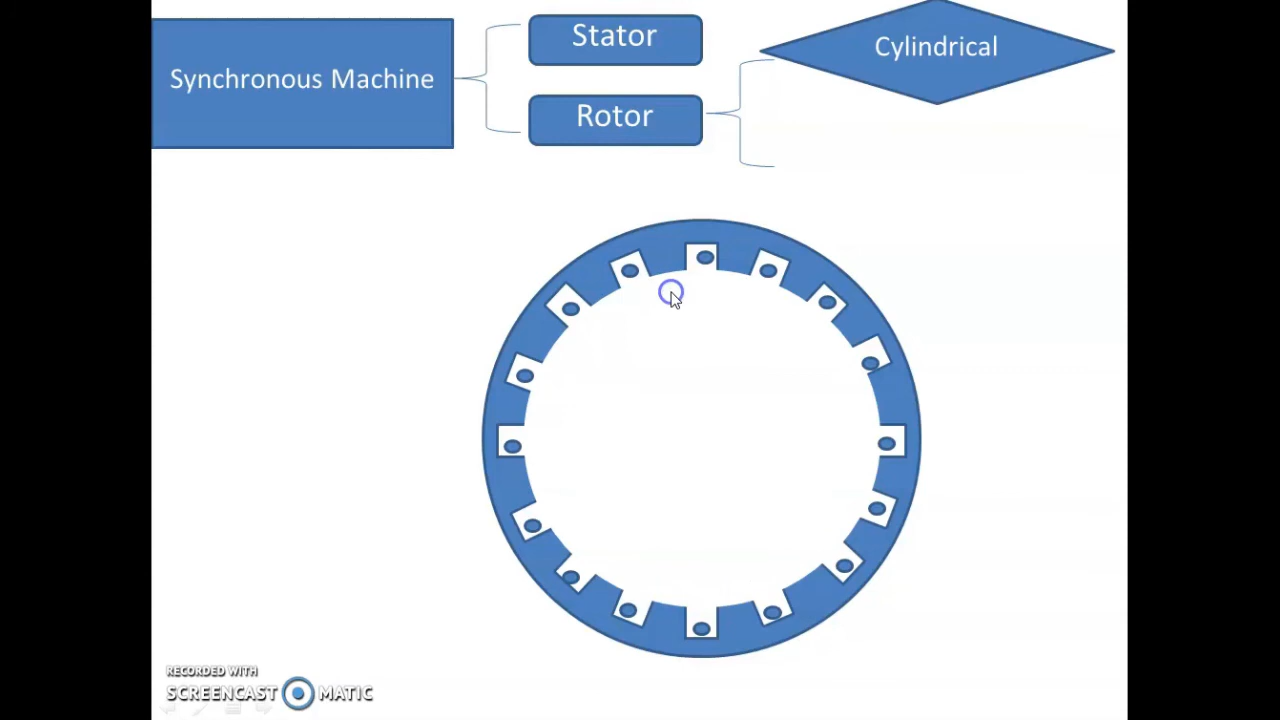 Synchronous Machine
Stator
Rotor
Cylindrical
RECORDED WITH
SCREENCAST MATIC